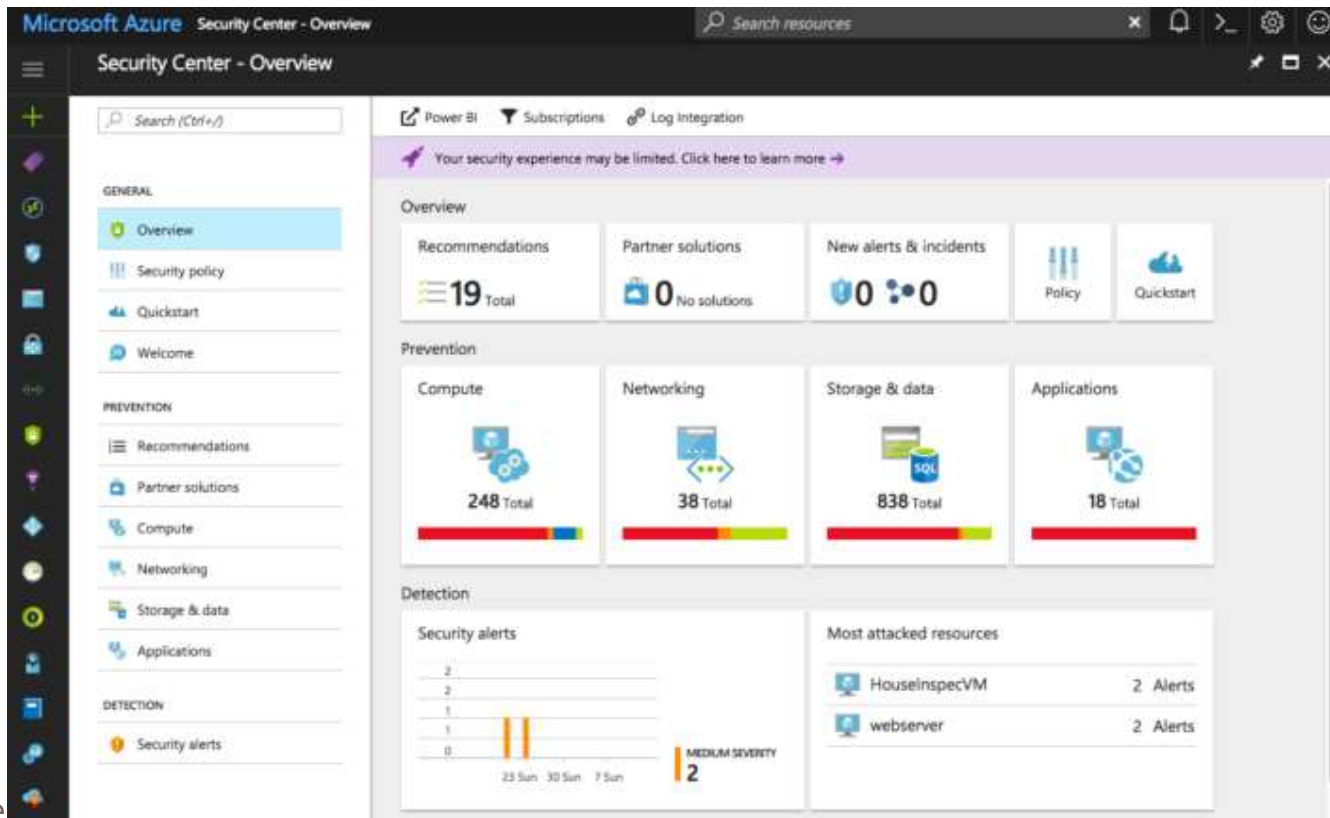 Microsoft Azure Security Center - Overview
Search resources
Security Center - Overview
Search (Ctrl+/)
GENERAL
Overview
Security policy
Quickstart
Welcome
PREVENTION
Recommendations
Partner solutions
Compute
Networking
Storage & data
Applications
DETECTION
Security alerts
Power BI Subscriptions Log Integration
Your security experience may be limited. Click here to learn more →
Overview
Recommendations
19 Total
Partner solutions
0 No solutions
New alerts & incidents
0 0
Policy
Quickstart
Prevention
Compute
248 Total
Networking
38 Total
Storage & data
SQL
838 Total
Applications
18 Total
Detection
Security alerts
2
2
1
1
0
23 Sun 30 Sun 7 Sun
MEDIUM SEVERITY
2
Most attacked resources
HouseInspecVM 2 Alerts
webserver 2 Alerts
e